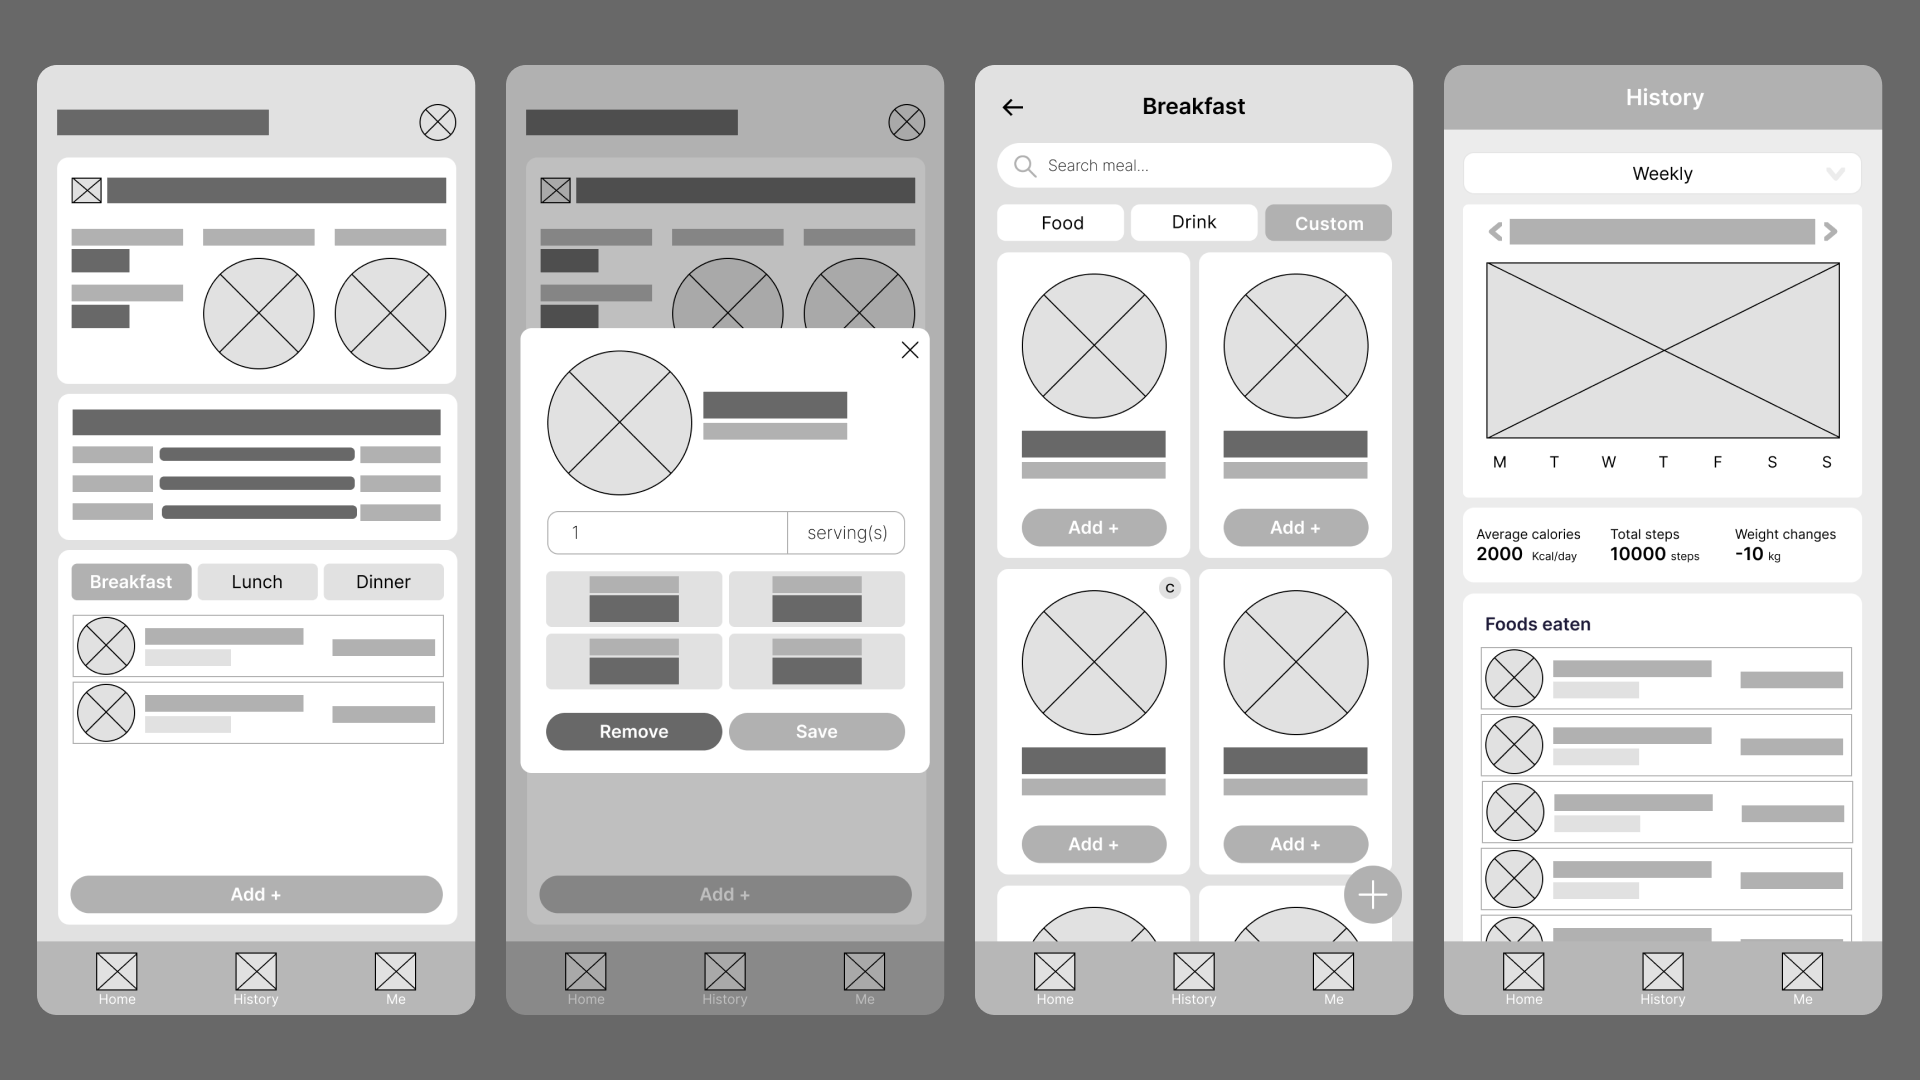 Breakfast
Lunch
Dinner
Add +
Home
History
Me
1
serving(s)
Remove
Save
Add +
Home
History
Me
Breakfast
Search meal...
Food
Drink
Custom
Add +
Add +
C
Add +
Add +
Home
History
Me
History
Weekly
M T W T F S S
Average calories
2000 Kcal/day
Total steps
10000 steps
Weight changes
-10 kg
Foods eaten
Home
History
Me